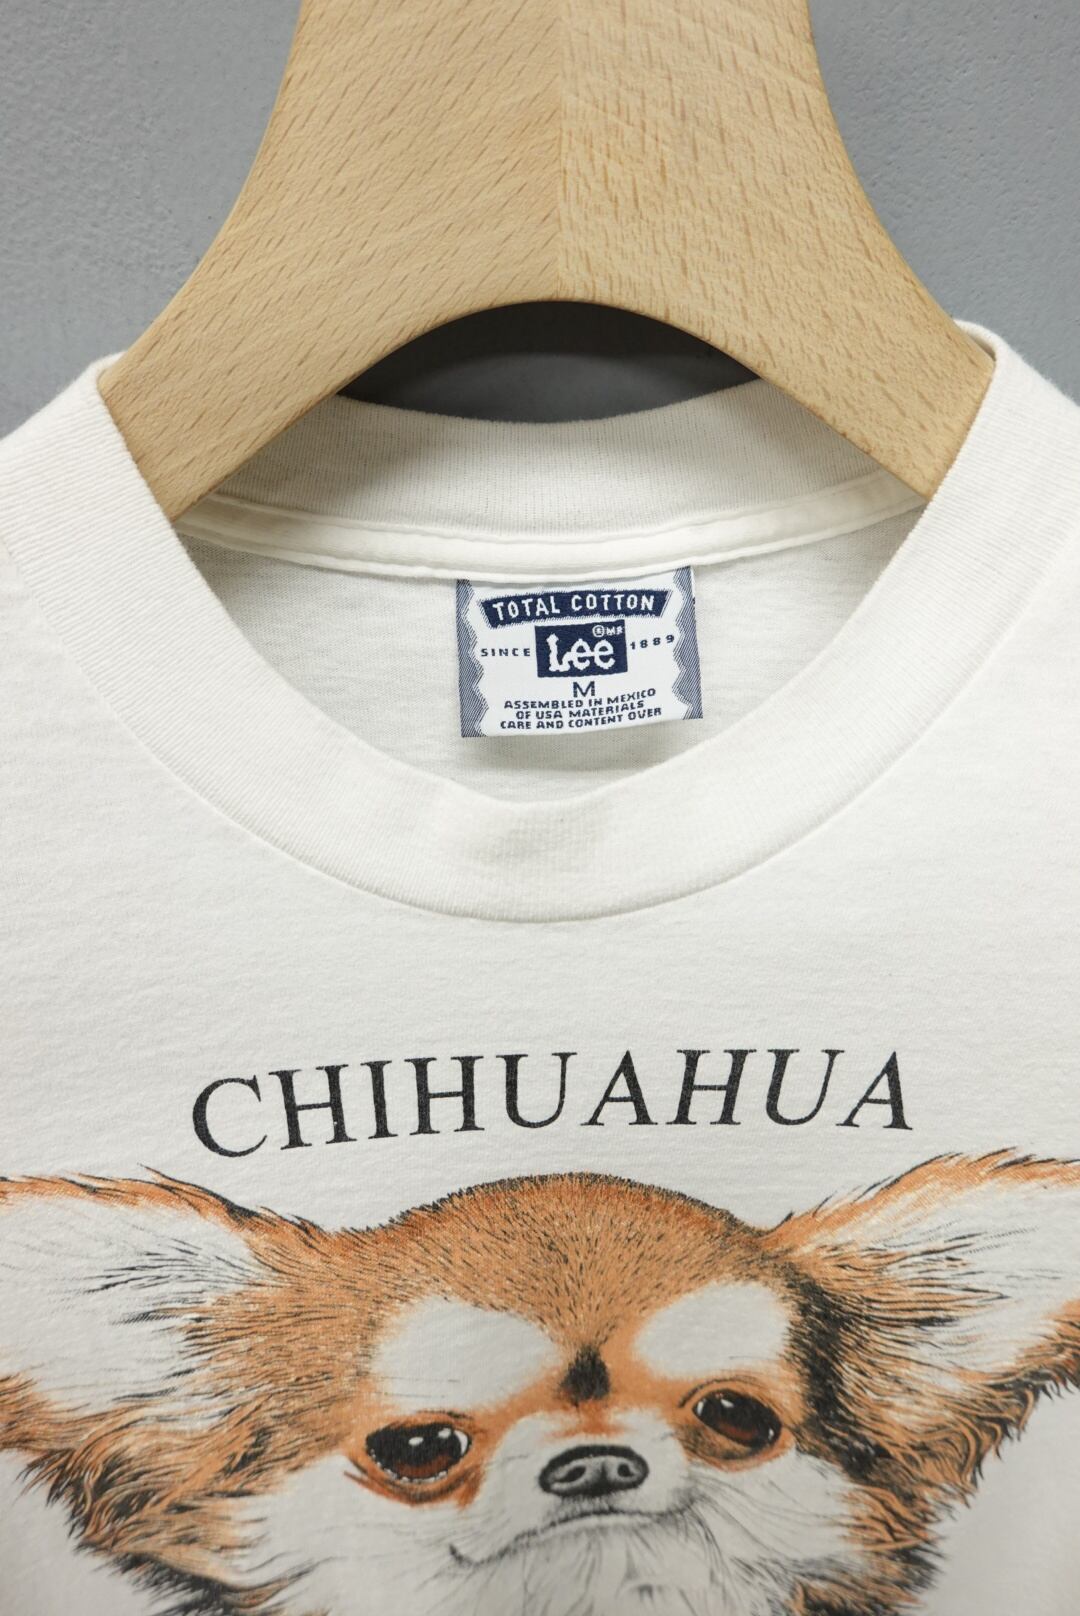 TOTAL COTTON
®MR
SINCE Lee 1889
M
ASSEMBLED IN MEXICO
OF USA MATERIALS
CARE AND CONTENT OVER
CHIHUAHUA